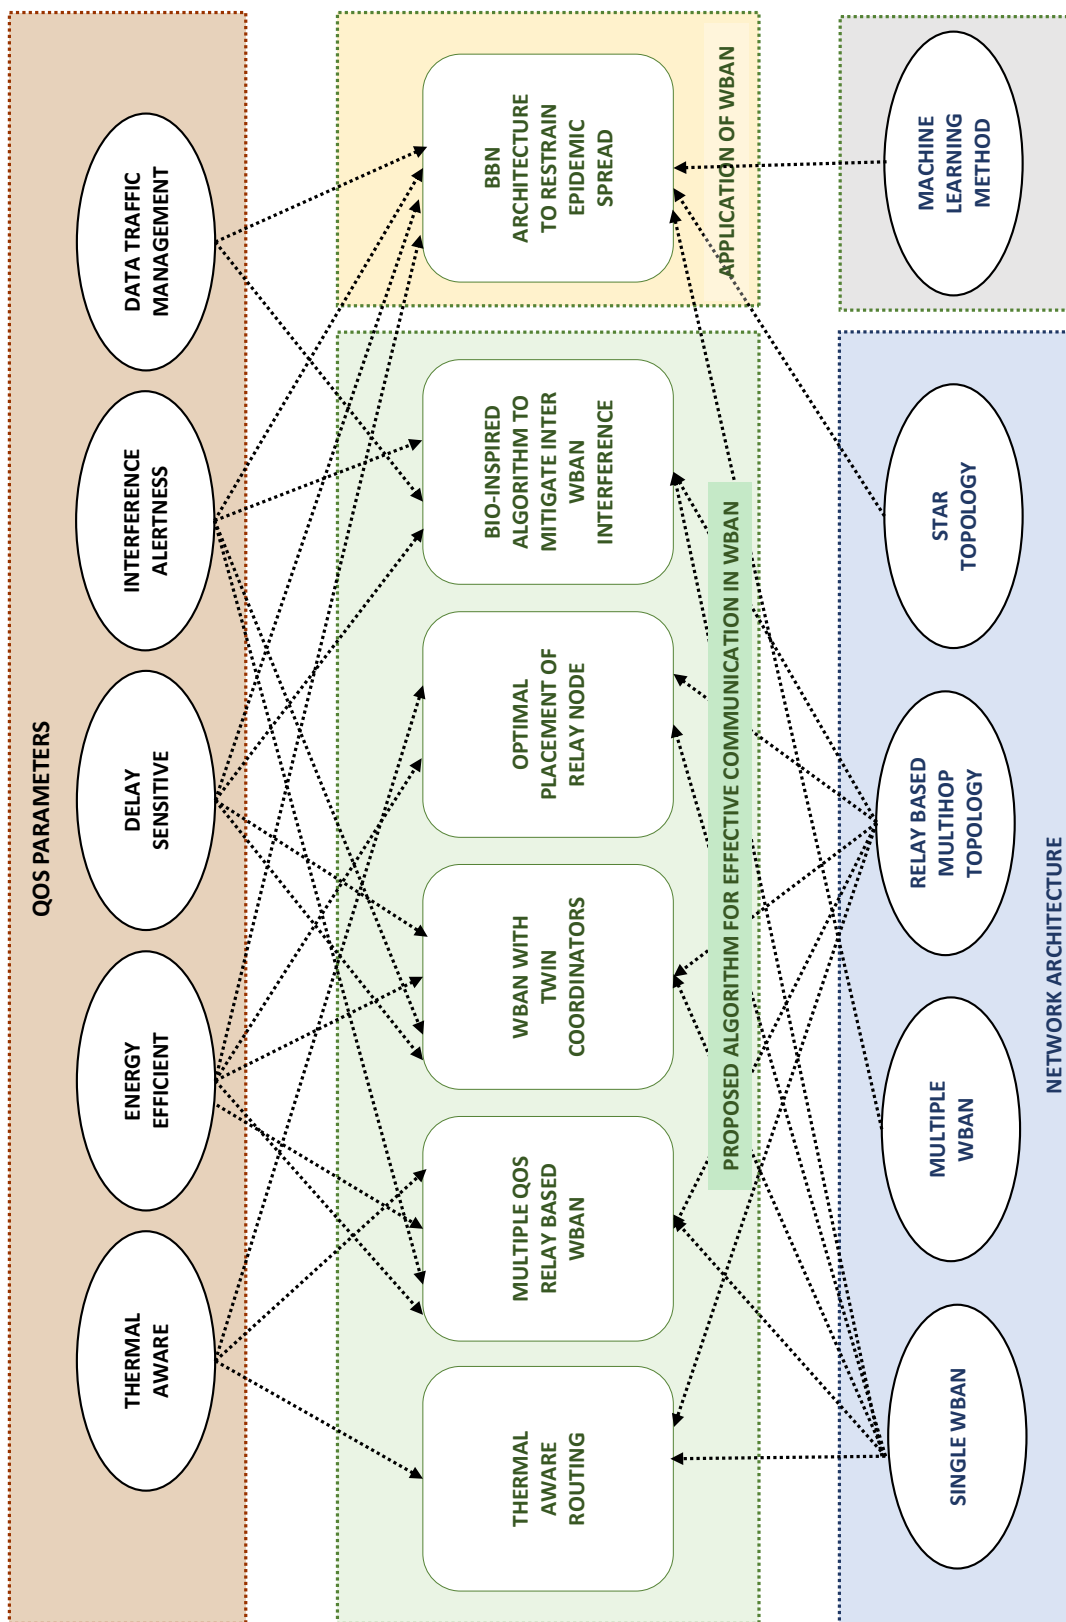 QOS PARAMETERS
THERMAL
AWARE
ENERGY
EFFICIENT
DELAY
SENSITIVE
INTERFERENCE
ALERTNESS
DATA TRAFFIC
MANAGEMENT
THERMAL
AWARE
ROUTING
MULTIPLE QOS
RELAY BASED
WBAN
WBAN WITH
TWIN
COORDINATORS
OPTIMAL
PLACEMENT OF
RELAY NODE
BIO-INSPIRED
ALGORITHM TO
MITIGATE INTER
WBAN
INTERFERENCE
BBN
ARCHITECTURE
TO RESTRAIN
EPIDEMIC
SPREAD
PROPOSED ALGORITHM FOR EFFECTIVE COMMUNICATION IN WBAN
APPLICATION OF WBAN
SINGLE WBAN
MULTIPLE
WBAN
RELAY BASED
MULTIHOP
TOPOLOGY
STAR
TOPOLOGY
MACHINE
LEARNING
METHOD
NETWORK ARCHITECTURE